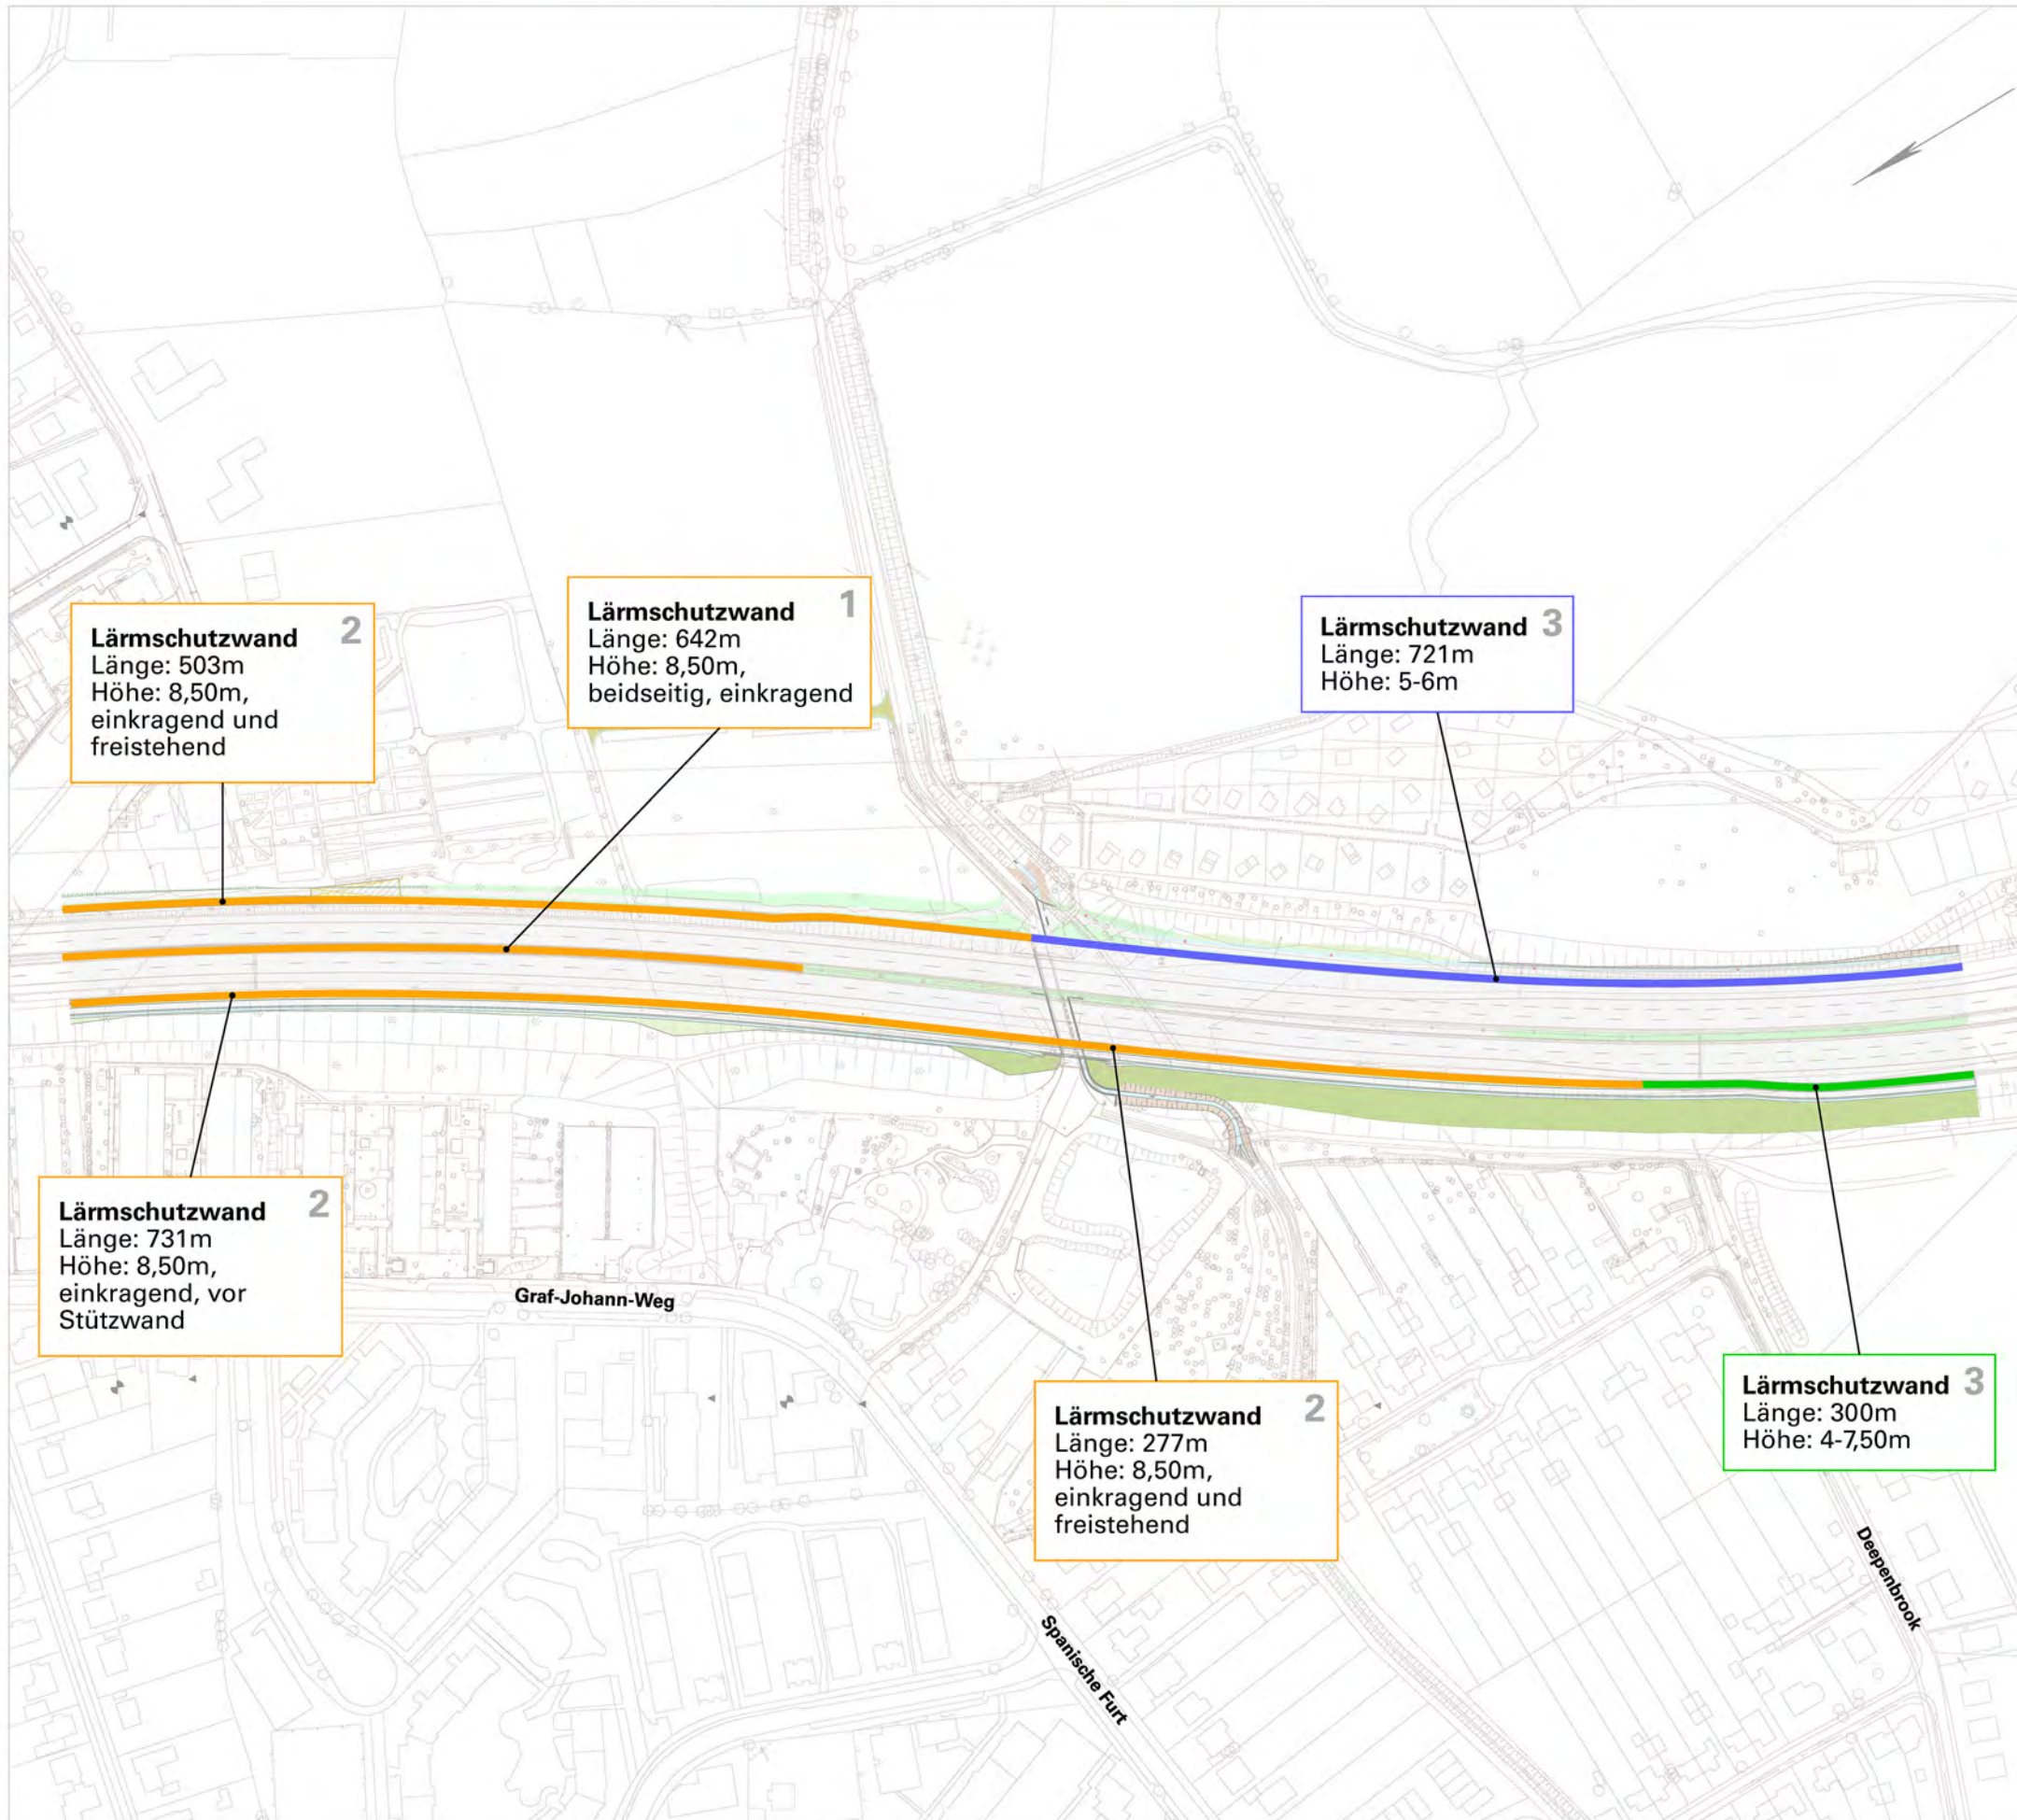 Lärmschutzwand 2
Länge: 503m
Höhe: 8,50m,
einkragend und
freistehend
Lärmschutzwand 1
Länge: 642m
Höhe: 8,50m,
beidseitig, einkragend
Lärmschutzwand 3
Länge: 721m
Höhe: 5-6m
Lärmschutzwand 2
Länge: 731m
Höhe: 8,50m,
einkragend, vor
Stützwand
Graf-Johann-Weg
Lärmschutzwand 2
Länge: 277m
Höhe: 8,50m,
einkragend und
freistehend
Lärmschutzwand 3
Länge: 300m
Höhe: 4-7,50m
Spanische Furt
Deepenbrook